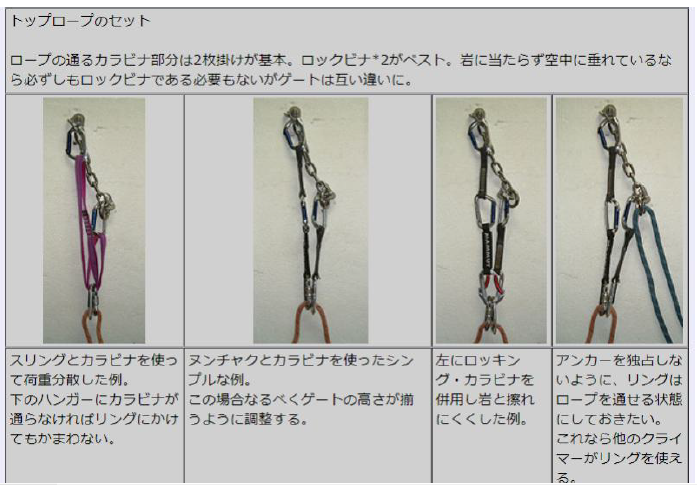 トップロープのセット
ロープの通るカラビナ部分は2枚掛けが基本。ロックビナ*2がベスト。岩に当たらず空中に垂れているな
ら必ずしもロックビナである必要もないがゲートは互い違いに。
スリングとカラビナを使っ
て荷重分散した例。
下のハンガーにカラビナが
通らなければリングにかけ
てもかまわない。
ヌンチャクとカラビナを使ったシン
プルな例。
この場合なるべくゲートの高さが揃
うように調整する。
左にロッキン
グ・カラビナを
併用し岩と擦れ
にくくした例。
アンカーを独占しな
いように、リングは
ロープを通せる状態
にしておきたい。
これなら他のクライ
マーがリングを使え
る。